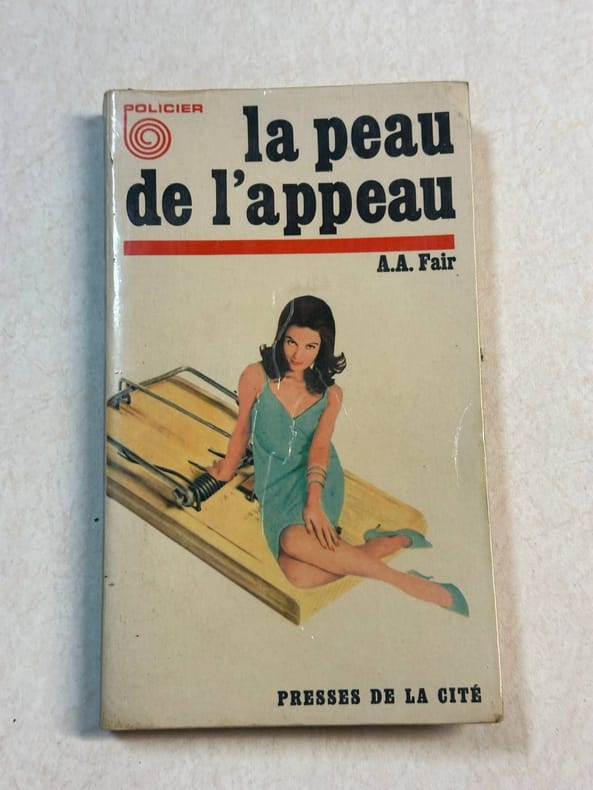 POLICIER
la peau
de l'appeau
A.A. Fair
PRESSES DE LA CITÉ